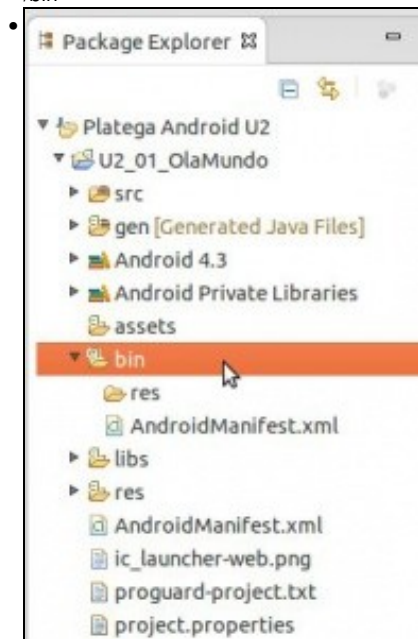 Package Explorer
Platega Android U2
U2_01_OlaMundo
src
gen [Generated Java Files]
Android 4.3
Android Private Libraries
assets
bin
res
AndroidManifest.xml
libs
res
AndroidManifest.xml
ic_launcher-web.png
proguard-project.txt
project.properties